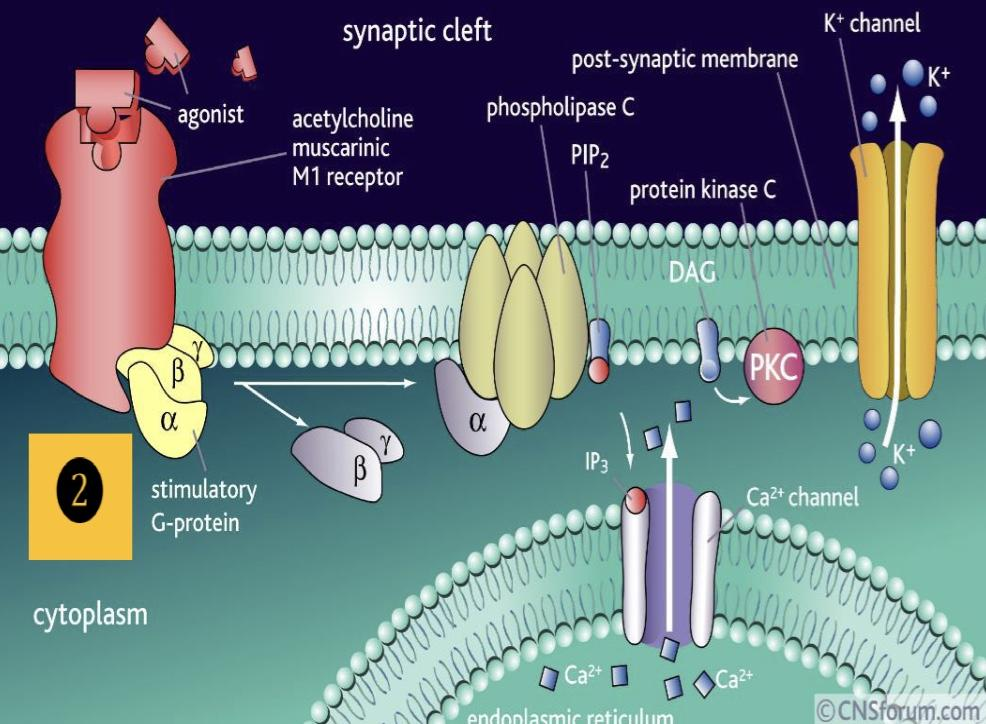 synaptic cleft
K⁺ channel
post-synaptic membrane
K⁺
phospholipase C
agonist
acetylcholine
muscarinic
M1 receptor
PIP₂
protein kinase C
DAG
β
γ
α
PKC
α
β
γ
K⁺
IP₃
2
stimulatory
G-protein
Ca²⁺ channel
cytoplasm
Ca²⁺
Ca²⁺
endoplasmic reticulum
© CNSforum.com